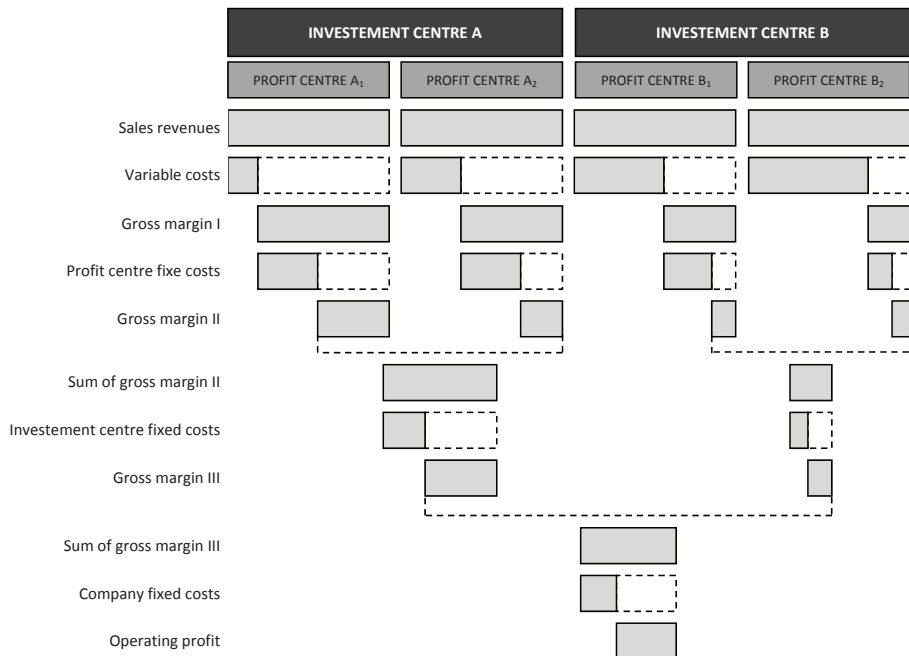 INVESTEMENT CENTRE A INVESTEMENT CENTRE B
PROFIT CENTRE A₁ PROFIT CENTRE A₂ PROFIT CENTRE B₁ PROFIT CENTRE B₂
Sales revenues
Variable costs
Gross margin I
Profit centre fixe costs
Gross margin II
Sum of gross margin II
Investement centre fixed costs
Gross margin III
Sum of gross margin III
Company fixed costs
Operating profit